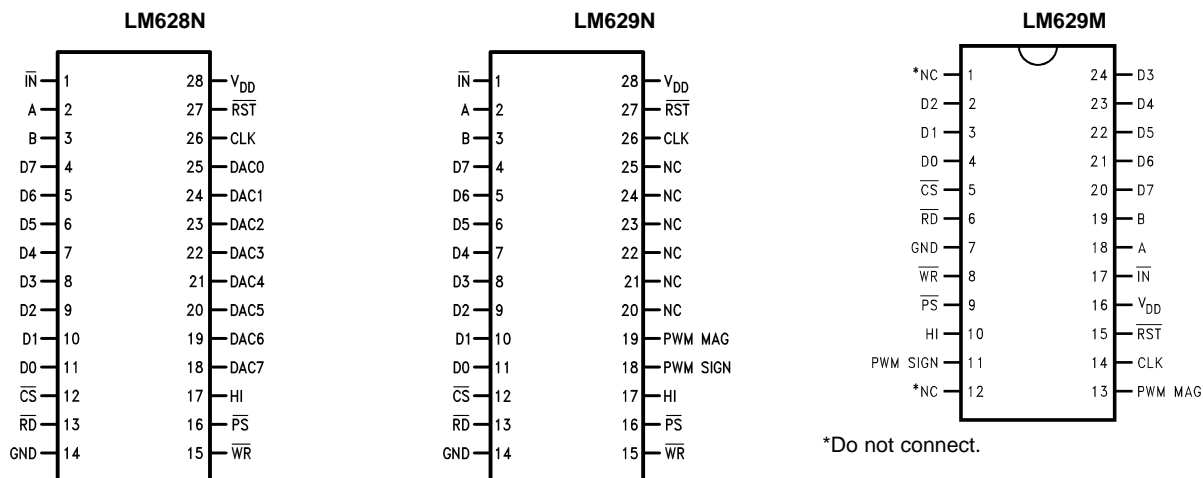 LM628N
IN 1 28 VDD
A 2 27 RST
B 3 26 CLK
D7 4 25 DAC0
D6 5 24 DAC1
D5 6 23 DAC2
D4 7 22 DAC3
D3 8 21 DAC4
D2 9 20 DAC5
D1 10 19 DAC6
D0 11 18 DAC7
CS 12 17 HI
RD 13 16 PS
GND 14 15 WR
LM629N
IN 1 28 VDD
A 2 27 RST
B 3 26 CLK
D7 4 25 NC
D6 5 24 NC
D5 6 23 NC
D4 7 22 NC
D3 8 21 NC
D2 9 20 NC
D1 10 19 PWM MAG
D0 11 18 PWM SIGN
CS 12 17 HI
RD 13 16 PS
GND 14 15 WR
LM629M
*NC 1 24 D3
D2 2 23 D4
D1 3 22 D5
D0 4 21 D6
CS 5 20 D7
RD 6 19 B
GND 7 18 A
WR 8 17 IN
PS 9 16 VDD
HI 10 15 RST
PWM SIGN 11 14 CLK
*NC 12 13 PWM MAG
*Do not connect.